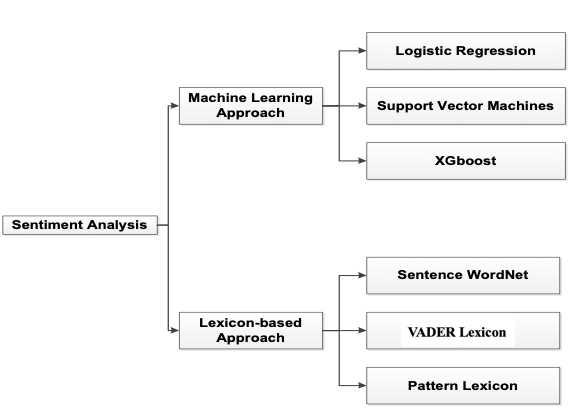 Logistic Regression
Machine Learning
Approach
Support Vector Machines
XGboost
Sentiment Analysis
Sentence WordNet
Lexicon-based
Approach
VADER Lexicon
Pattern Lexicon